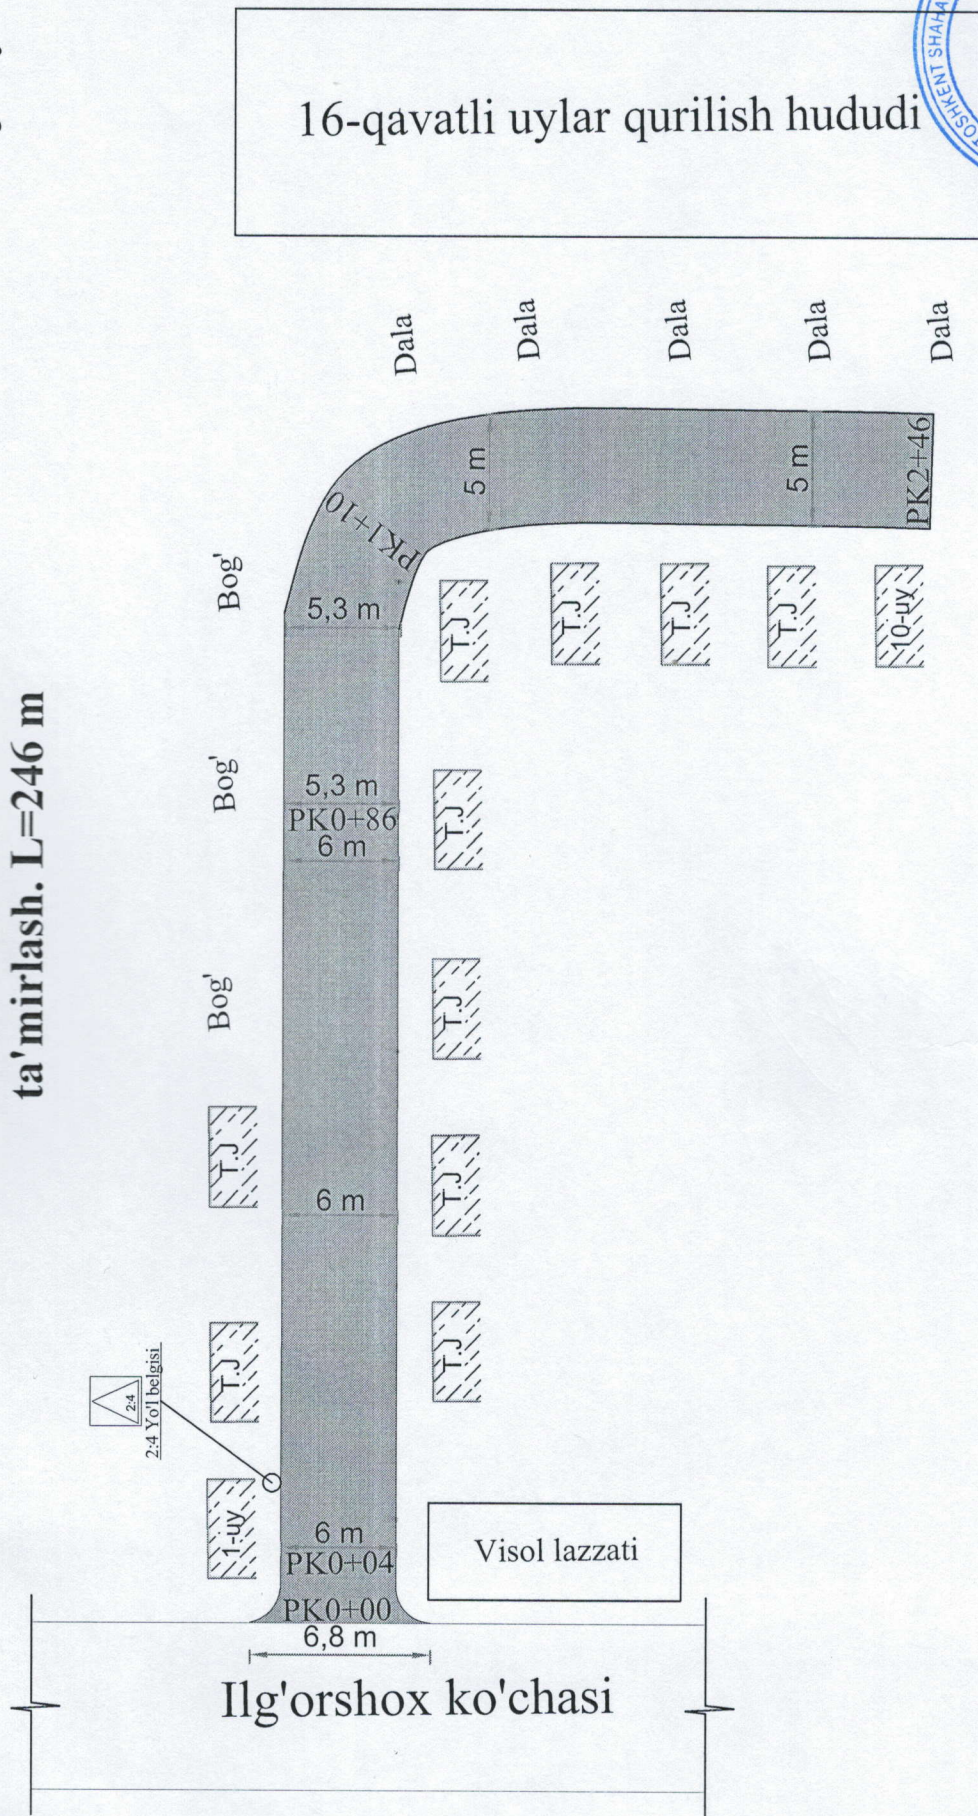 TOSHKENT SHAHA
16-qavatli uylar qurilish hududi
Dala
Dala
Dala
Dala
Dala
ta'mirlash. L=246 m
Bog'
Bog'
Bog'
PK1+10
5 m
5 m
PK2+46
5,3 m
5,3 m
PK0+86
6 m
6 m
6 m
PK0+04
PK0+00
6,8 m
T.J
T.J
T.J
T.J
10-uy
T.J
T.J
T.J
T.J
T.J
T.J
1-uy
2:4
2:4 Yo'l belgisi
Visol lazzati
Ilg'orshox ko'chasi